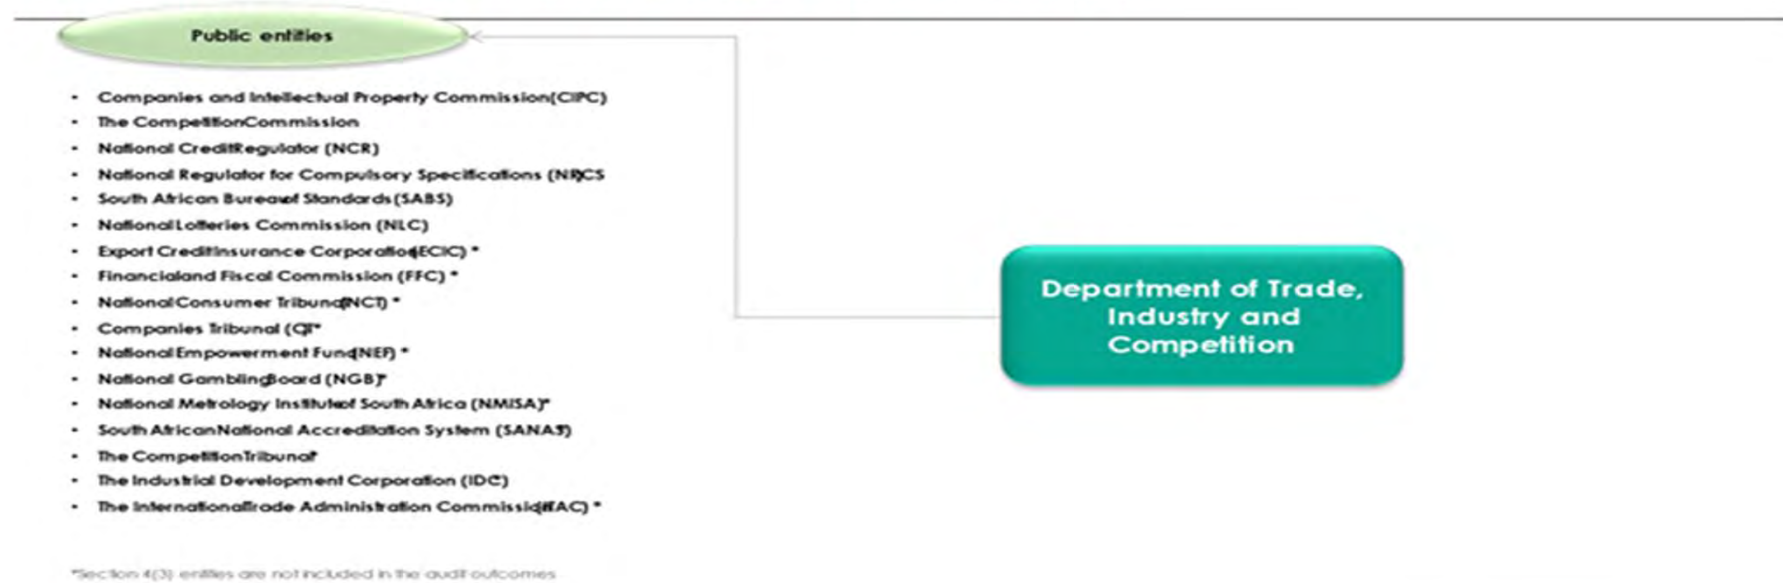 Public entities
• Companies and Intellectual Property Commission(CIPC)
• The CompetitionCommission
• National CreditRegulator (NCR)
• National Regulator for Compulsory Specifications (NRCS
• South African Bureauof Standards(SABS)
• NationalLotteries Commission (NLC)
• Export CreditInsurance Corporation(ECIC) *
• Financialand Fiscal Commission (FFC) *
• NationalConsumer Tribunal(NCT) *
• Companies Tribunal (CT)*
• NationalEmpowerment Fund(NEF) *
• National GamblingBoard (NGB)*
• National Metrology Instituteof South Africa (NMISA)*
• South AfricanNational Accreditation System (SANAS*)
• The CompetitionTribunal*
• The Industrial Development Corporation (IDC*)
• The InternationalTrade Administration Commission(ITAC) *
*Section 4(3) entities are not included in the audit outcomes
Department of Trade,
Industry and
Competition